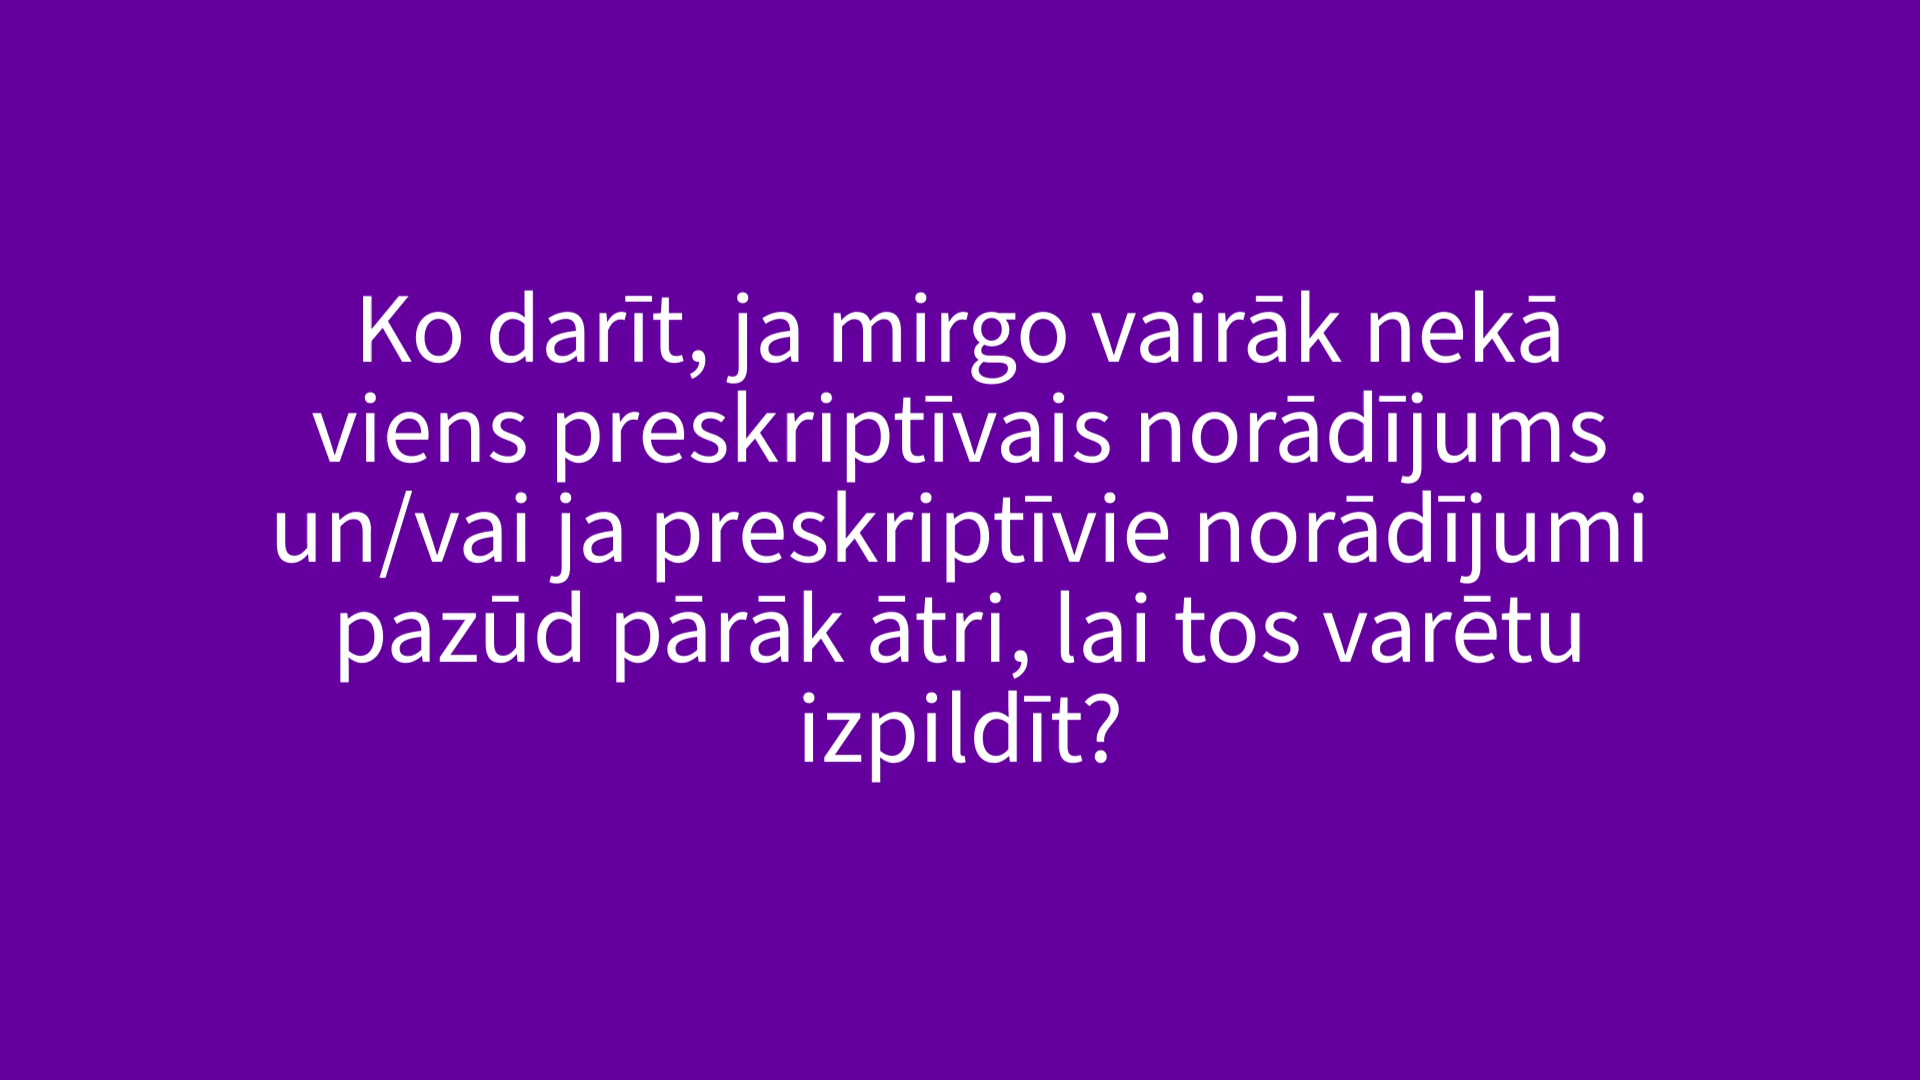 Ko darīt, ja mirgo vairāk nekā
viens preskriptīvais norādījums
un/vai ja preskriptīvie norādījumi
pazūd pārāk ātri, lai tos varētu
izpildīt?